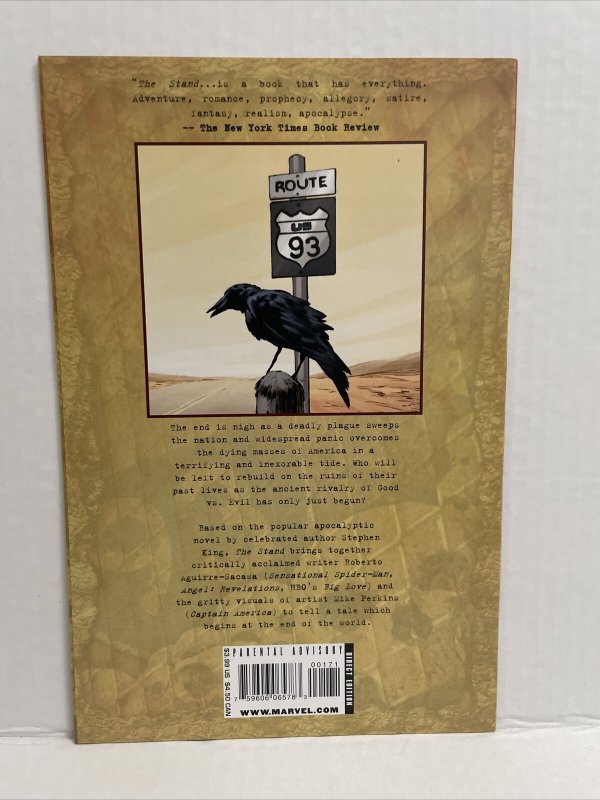 "The Stand...is a book that has everything.
Adventure, romance, prophecy, allegory, satire,
fantasy, realism, apocalypse."
-- The New York Times Book Review
ROUTE
US
93
The end is nigh as a deadly plague sweeps
the nation and widespread panic overcomes
the dying masses of America in a
terrifying and inexorable tide. Who will
be left to rebuild on the ruins of their
past lives as the ancient rivalry of Good
vs. Evil has only just begun?
Based on the popular apocalyptic
novel by celebrated author Stephen
King, The Stand brings together
critically acclaimed writer Roberto
Aguirre-Sacasa (Sensational Spider-Man,
Angel: Revelations, HBO's Big Love) and
the gritty visuals of artist Mike Perkins
(Captain America) to tell a tale which
begins at the end of the world.
PARENTAL ADVISORY
$3.99 US $4.50 CAN
00171
7 59606 06578 3
DIRECT EDITION
WWW.MARVEL.COM